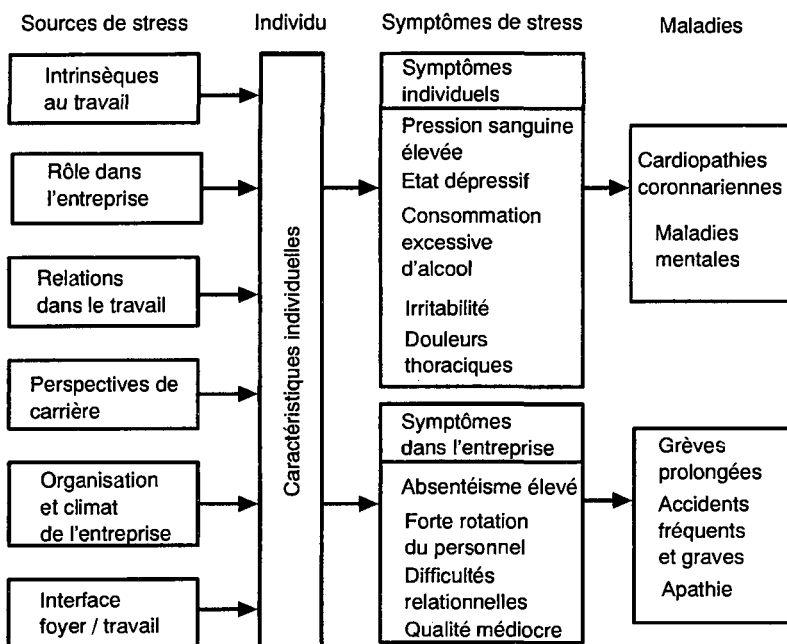 Sources de stress
Individu
Symptômes de stress
Maladies
Intrinsèques
au travail
Rôle dans
l'entreprise
Relations
dans le travail
Perspectives de
carrière
Organisation
et climat
de l'entreprise
Interface
foyer / travail
Caractéristiques individuelles
Symptômes
individuels
Pression sanguine
élevée
Etat dépressif
Consommation
excessive
d'alcool
Irritabilité
Douleurs
thoraciques
Symptômes
dans l'entreprise
Absentéisme élevé
Forte rotation
du personnel
Difficultés
relationnelles
Qualité médiocre
Cardiopathies
coronnariennes
Maladies
mentales
Grèves
prolongées
Accidents
fréquents
et graves
Apathie